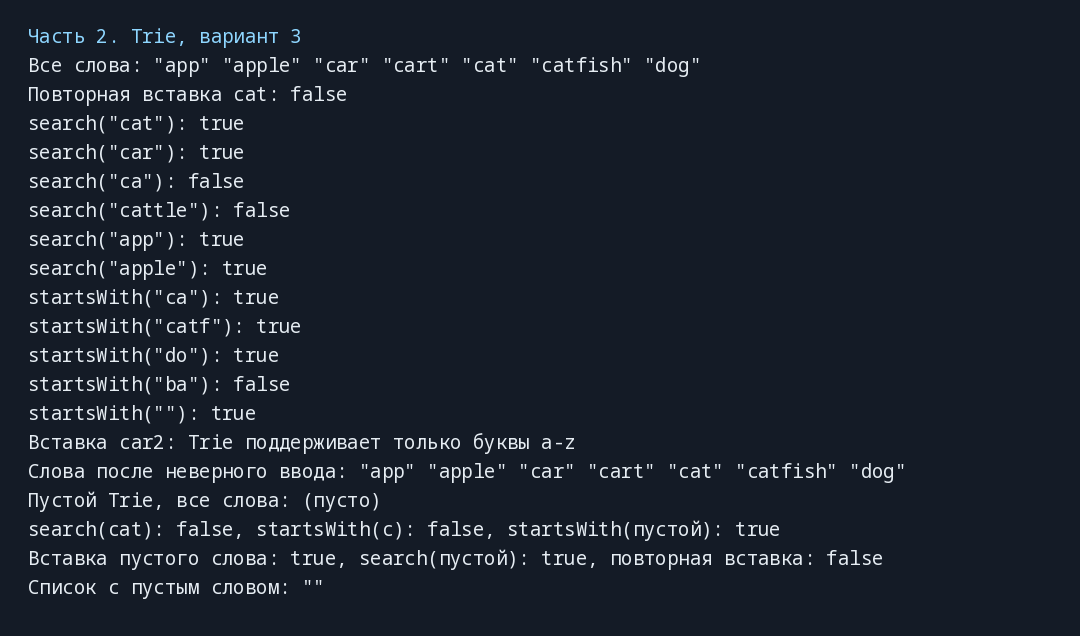 Часть 2. Trie, вариант 3
Все слова: "app" "apple" "car" "cart" "cat" "catfish" "dog"
Повторная вставка cat: false
search("cat"): true
search("car"): true
search("ca"): false
search("cattle"): false
search("app"): true
search("apple"): true
startsWith("ca"): true
startsWith("catf"): true
startsWith("do"): true
startsWith("ba"): false
startsWith(""): true
Вставка car2: Trie поддерживает только буквы a-z
Слова после неверного ввода: "app" "apple" "car" "cart" "cat" "catfish" "dog"
Пустой Trie, все слова: (пусто)
search(cat): false, startsWith(c): false, startsWith(пустой): true
Вставка пустого слова: true, search(пустой): true, повторная вставка: false
Список с пустым словом: ""